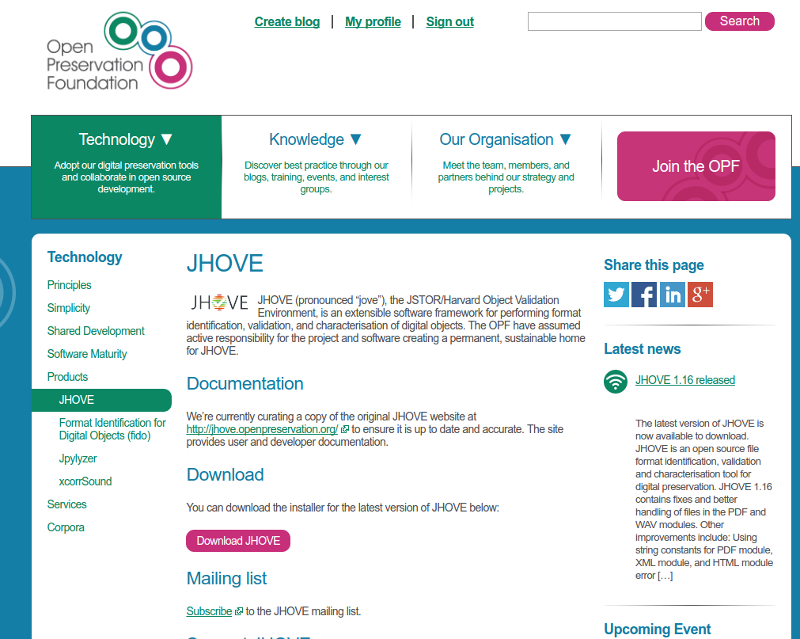 Open
Preservation
Foundation
Create blog | My profile | Sign out
Search
Technology ▼
Adopt our digital preservation tools
and collaborate in open source
development.
Knowledge ▼
Discover best practice through our
blogs, training, events, and interest
groups.
Our Organisation ▼
Meet the team, members, and
partners behind our strategy and
projects.
Join the OPF
Technology
Principles
Simplicity
Shared Development
Software Maturity
Products
JHOVE
Format Identification for
Digital Objects (fido)
Jpylyzer
xcorrSound
Services
Corpora
JHOVE
JHOVE
JHOVE (pronounced “jove”), the JSTOR/Harvard Object Validation
Environment, is an extensible software framework for performing format
identification, validation, and characterisation of digital objects. The OPF have assumed
active responsibility for the project and software creating a permanent, sustainable home
for JHOVE.
Documentation
We’re currently curating a copy of the original JHOVE website at
http://jhove.openpreservation.org/ to ensure it is up to date and accurate. The site
provides user and developer documentation.
Download
You can download the installer for the latest version of JHOVE below:
Download JHOVE
Mailing list
Subscribe to the JHOVE mailing list.
Share this page
Latest news
JHOVE 1.16 released
The latest version of JHOVE is
now available to download.
JHOVE is an open source file
format identification, validation
and characterisation tool for
digital preservation. JHOVE 1.16
contains fixes and better
handling of files in the PDF and
WAV modules. Other
improvements include: Using
string constants for PDF module,
XML module, and HTML module
error […]
Upcoming Event